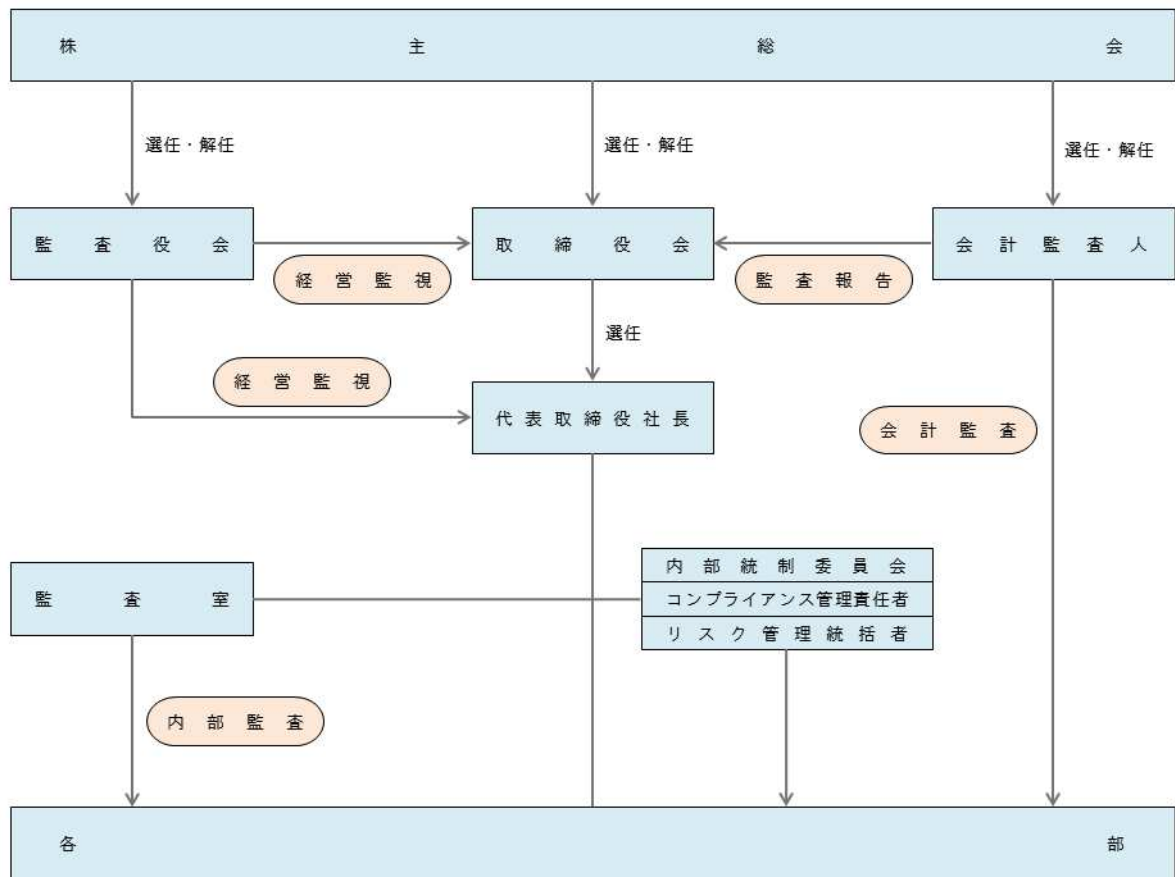 株主総会
選任・解任
選任・解任
選任・解任
監査役会
取締役会
会計監査人
経営監視
監査報告
選任
経営監視
代表取締役社長
会計監査
内部統制委員会
監査室
コンプライアンス管理責任者
リスク管理統括者
内部監査
各部